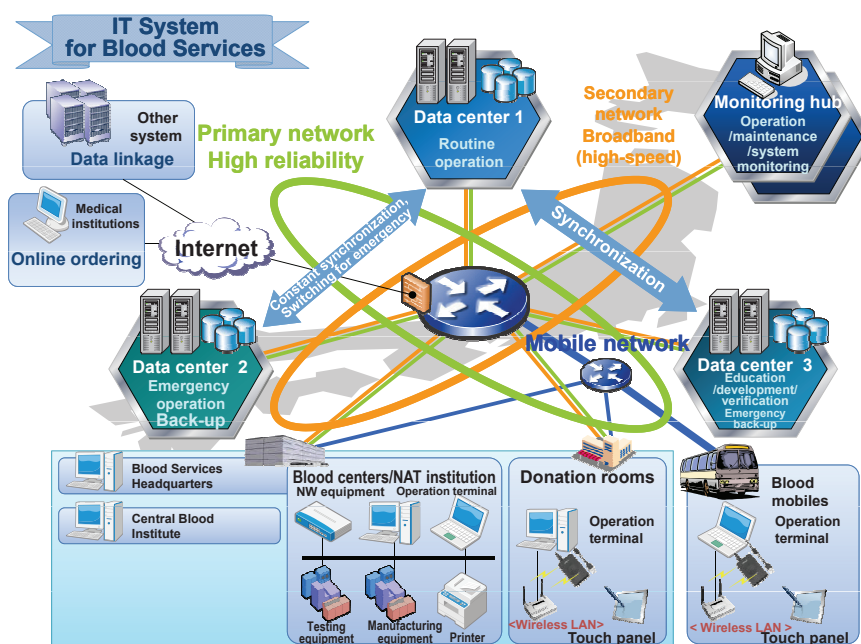 IT System
for Blood Services
Other
system
Data linkage
Medical
institutions
Online ordering
Internet
Primary network
High reliability
Data center 1
Routine
operation
Secondary
network
Broadband
(high-speed)
Monitoring hub
Operation
/maintenance
/system
monitoring
Constant synchronization,
Switching for emergency
Synchronization
Mobile network
Data center 2
Emergency
operation
Back-up
Data center 3
Education
/development/
verification
Emergency
back-up
Blood Services
Headquarters
Central Blood
Institute
Blood centers/NAT institution
NW equipment
Operation terminal
Testing
equipment
Manufacturing
equipment
Printer
Donation rooms
Operation
terminal
<Wireless LAN>
Touch panel
Blood
mobiles
Operation
terminal
< Wireless LAN >
Touch panel